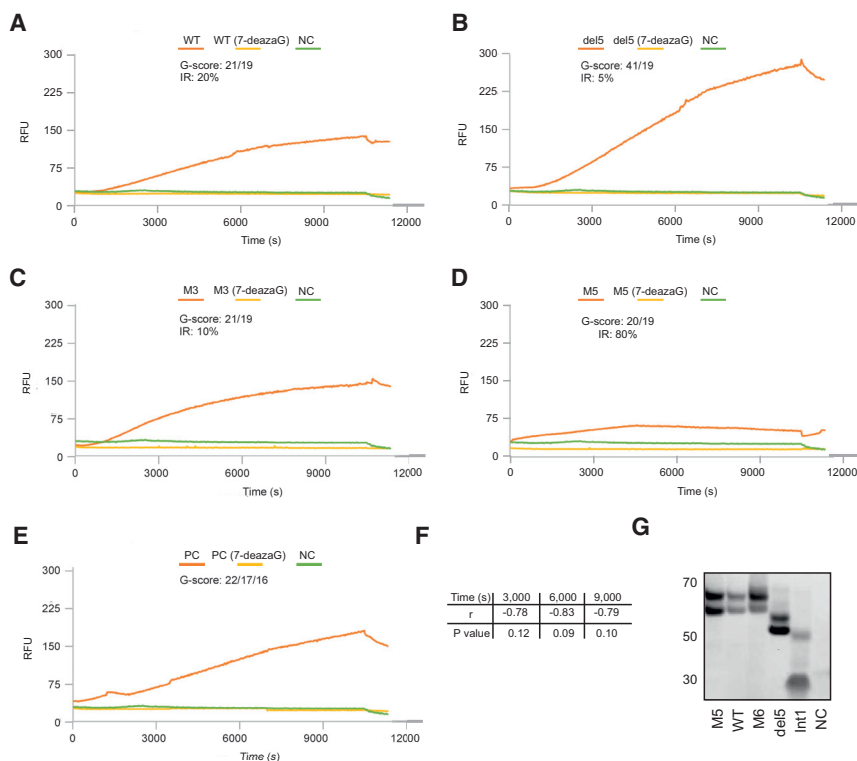 A
WT WT (7-deazaG) NC
G-score: 21/19
IR: 20%
300
225
150
75
0
RFU
0 3000 6000 9000 12000
Time (s)
B
del5 del5 (7-deazaG) NC
G-score: 41/19
IR: 5%
300
225
150
75
0
RFU
0 3000 6000 9000 12000
Time (s)
C
M3 M3 (7-deazaG) NC
G-score: 21/19
IR: 10%
300
225
150
75
0
RFU
0 3000 6000 9000 12000
Time (s)
D
M5 M5 (7-deazaG) NC
G-score: 20/19
IR: 80%
300
225
150
75
0
RFU
0 3000 6000 9000 12000
Time (s)
E
PC PC (7-deazaG) NC
G-score: 22/17/16
300
225
150
75
0
RFU
0 3000 6000 9000 12000
Time (s)
F
Time (s) 3,000 6,000 9,000
r -0.78 -0.83 -0.79
P value 0.12 0.09 0.10
G
70
50
30
M5 WT M6 del5 Int1 NC